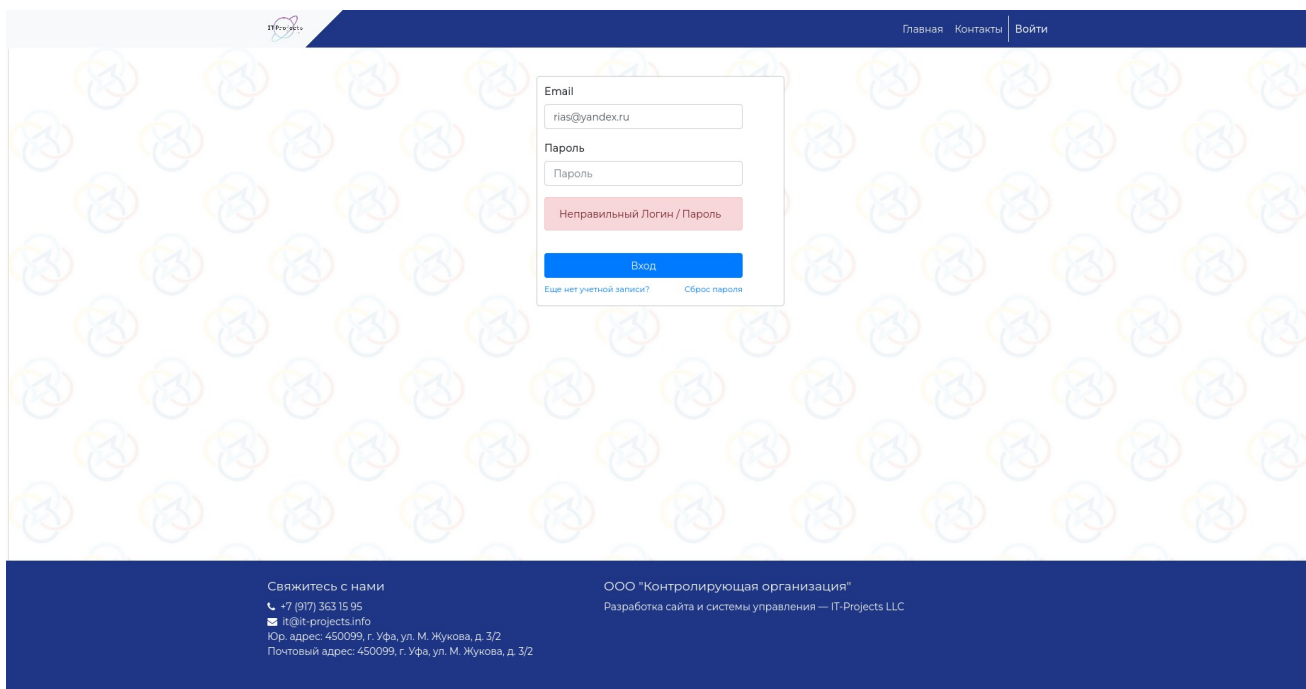 IT-Projects
Главная Контакты Войти
Email
rias@yandex.ru
Пароль
Пароль
Неправильный Логин / Пароль
Вход
Еще нет учетной записи? Сброс пароля
Свяжитесь с нами
+7 (917) 363 15 95
it@it-projects.info
Юр. адрес: 450099, г. Уфа, ул. М. Жукова, д. 3/2
Почтовый адрес: 450099, г. Уфа, ул. М. Жукова, д. 3/2
ООО "Контролирующая организация"
Разработка сайта и системы управления — IT-Projects LLC